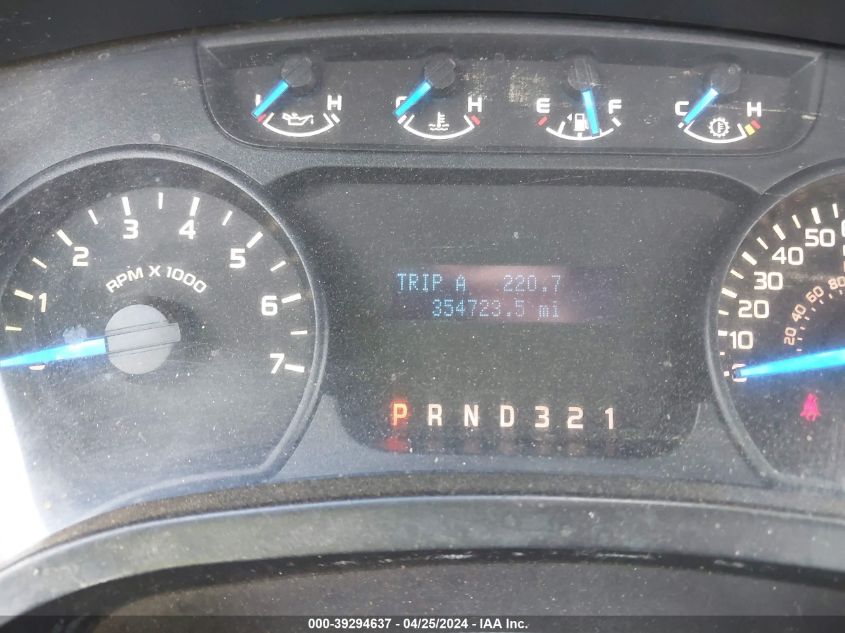 H
H
E F
C H
1 2 3 4 5 6 7
RPM X 1000
TRIP A 220.7
354723.5 mi
P R N D 3 2 1
10 20 30 40 50
20 40 60 80
000-39294637 - 04/25/2024 - IAA Inc.